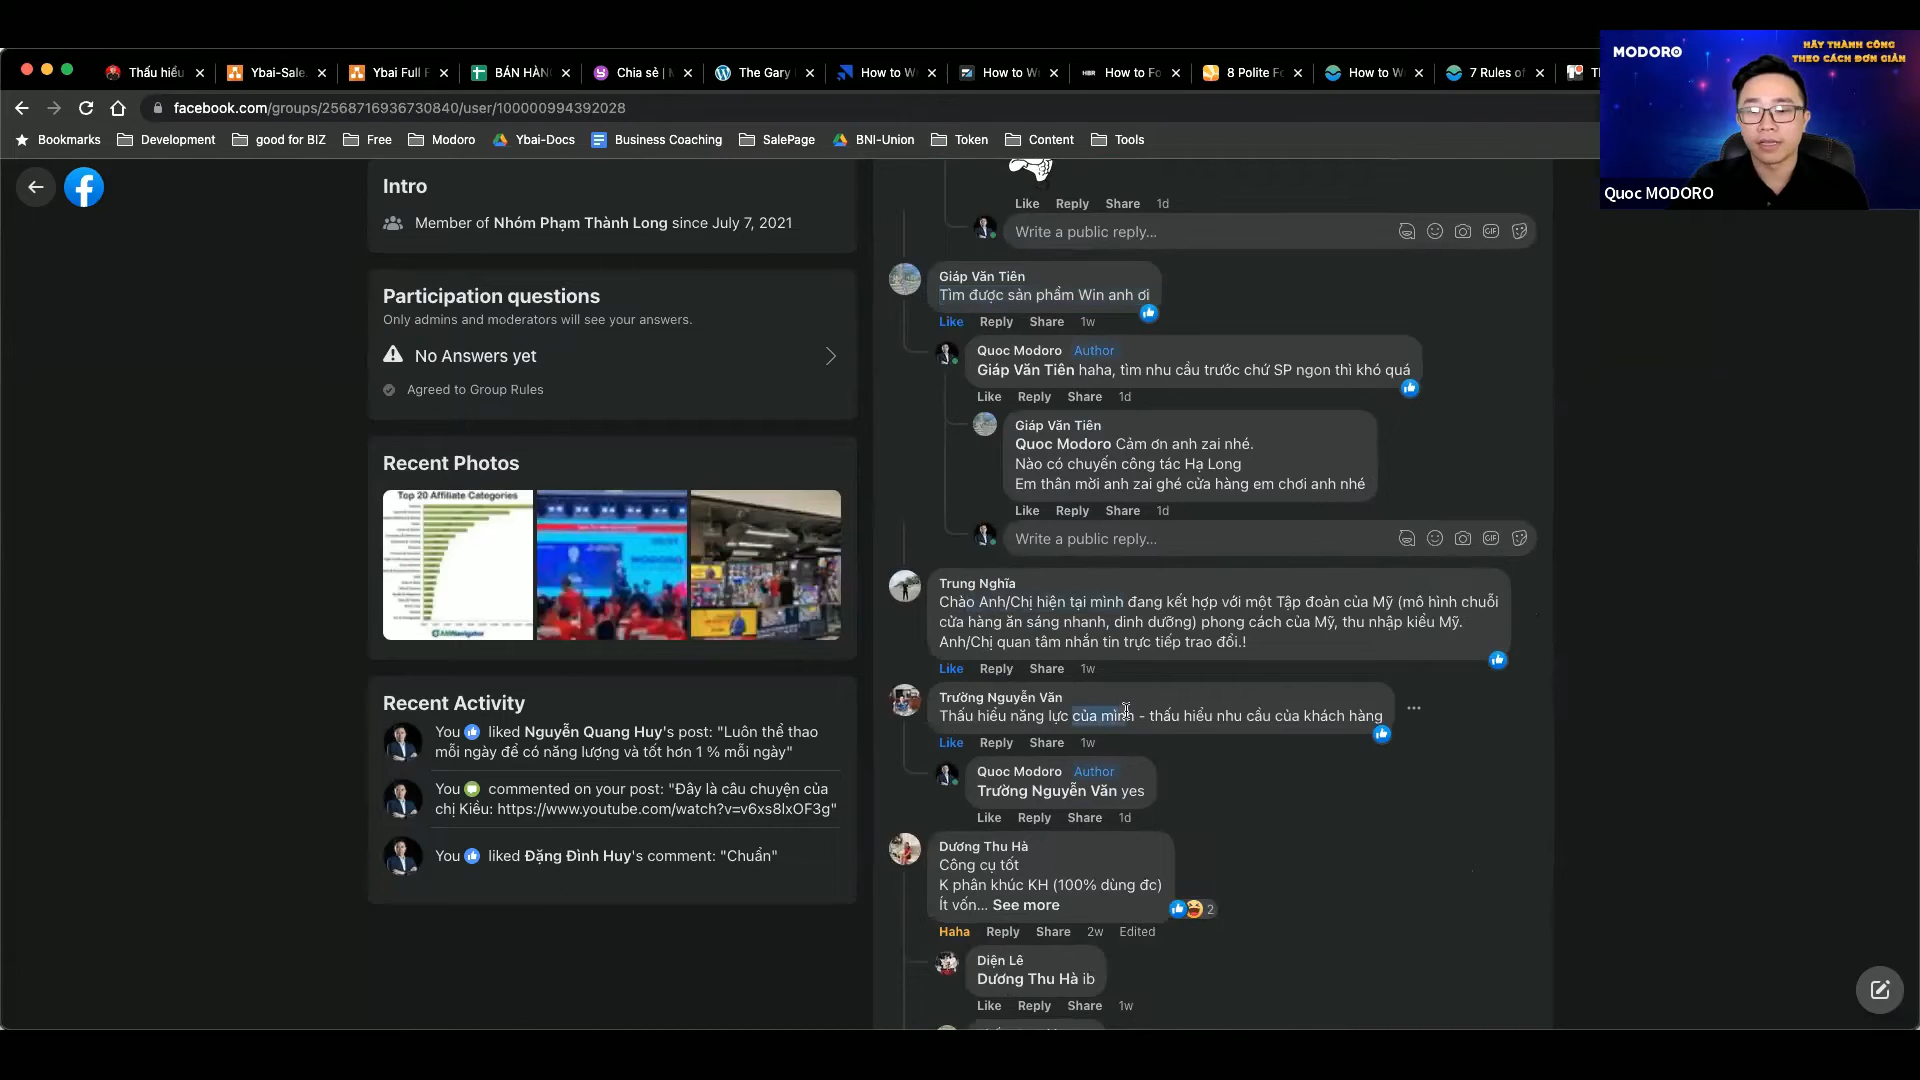 Thấu hiểu
Ybai-Sale
Ybai Full F
BÁN HÀN
Chia sẻ | M
The Gary
How to W
How to W
HBR
How to Fo
8 Polite Fo
How to W
7 Rules of
MODORO
HÃY THÀNH CÔNG
THEO CÁCH ĐƠN GIẢN
Quoc MODORO
facebook.com/groups/2568716936730840/user/100000994392028
Bookmarks
Development
good for BIZ
Free
Modoro
Ybai-Docs
Business Coaching
SalePage
BNI-Union
Token
Content
Tools
Intro
Member of Nhóm Phạm Thành Long since July 7, 2021
Participation questions
Only admins and moderators will see your answers.
No Answers yet
Agreed to Group Rules
Recent Photos
Top 20 Affiliate Categories
Recent Activity
You liked Nguyễn Quang Huy's post: "Luôn thể thao
mỗi ngày để có năng lượng và tốt hơn 1 % mỗi ngày"
You commented on your post: "Đây là câu chuyện của
chị Kiều: https://www.youtube.com/watch?v=v6xs8lxOF3g"
You liked Đặng Đình Huy's comment: "Chuẩn"
Like Reply Share 1d
Write a public reply...
GIF
Giáp Văn Tiên
Tìm được sản phẩm Win anh ơi
Like Reply Share 1w
Quoc Modoro Author
Giáp Văn Tiên haha, tìm nhu cầu trước chứ SP ngon thì khó quá
Like Reply Share 1d
Giáp Văn Tiên
Quoc Modoro Cảm ơn anh zai nhé.
Nào có chuyến công tác Hạ Long
Em thân mời anh zai ghé cửa hàng em chơi anh nhé
Like Reply Share 1d
Write a public reply...
GIF
Trung Nghĩa
Chào Anh/Chị hiện tại mình đang kết hợp với một Tập đoàn của Mỹ (mô hình chuỗi
cửa hàng ăn sáng nhanh, dinh dưỡng) phong cách của Mỹ, thu nhập kiểu Mỹ.
Anh/Chị quan tâm nhắn tin trực tiếp trao đổi.!
Like Reply Share 1w
Trường Nguyễn Văn
Thấu hiểu năng lực của mình - thấu hiểu nhu cầu của khách hàng
Like Reply Share 1w
Quoc Modoro Author
Trường Nguyễn Văn yes
Like Reply Share 1d
Dương Thu Hà
Công cụ tốt
K phân khúc KH (100% dùng đc)
Ít vốn... See more
2
Haha Reply Share 2w Edited
Diện Lê
Dương Thu Hà ib
Like Reply Share 1w